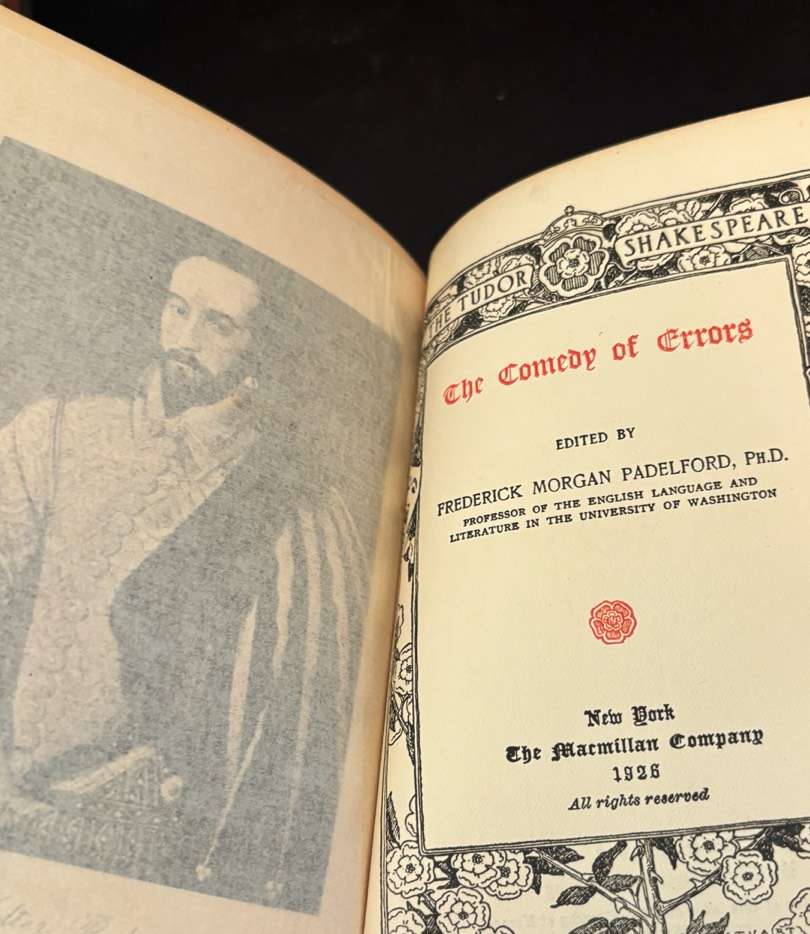 THE TUDOR SHAKESPEARE
The Comedy of Errors
EDITED BY
FREDERICK MORGAN PADELFORD, PH.D.
PROFESSOR OF THE ENGLISH LANGUAGE AND
LITERATURE IN THE UNIVERSITY OF WASHINGTON
New York
The Macmillan Company
1926
All rights reserved